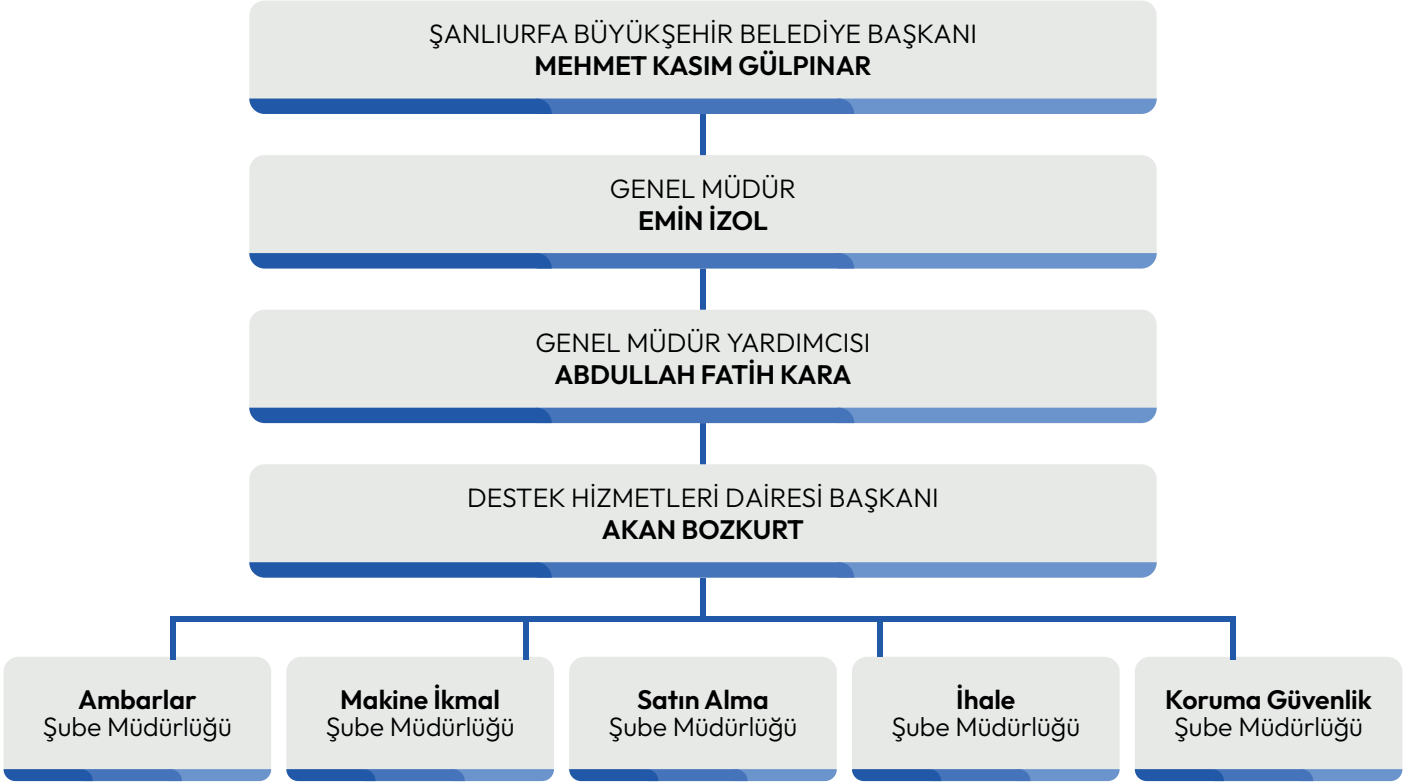 ŞANLIURFA BÜYÜKŞEHİR BELEDİYE BAŞKANI
MEHMET KASIM GÜLPINAR
GENEL MÜDÜR
EMİN İZOL
GENEL MÜDÜR YARDIMCISI
ABDULLAH FATİH KARA
DESTEK HİZMETLERİ DAİRESİ BAŞKANI
AKAN BOZKURT
Ambarlar
Şube Müdürlüğü
Makine İkmal
Şube Müdürlüğü
Satın Alma
Şube Müdürlüğü
İhale
Şube Müdürlüğü
Koruma Güvenlik
Şube Müdürlüğü